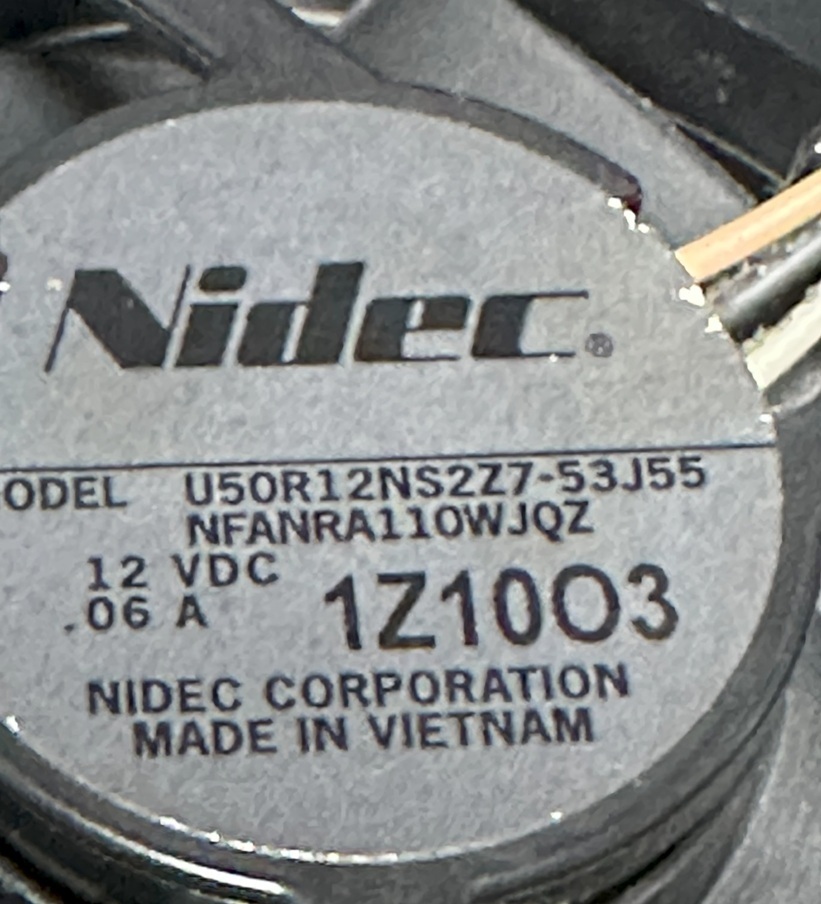 Nidec®
ODEL U50R12NS2Z7-53J55
NFANRA110WJQZ
12 VDC
.06 A
1Z10O3
NIDEC CORPORATION
MADE IN VIETNAM